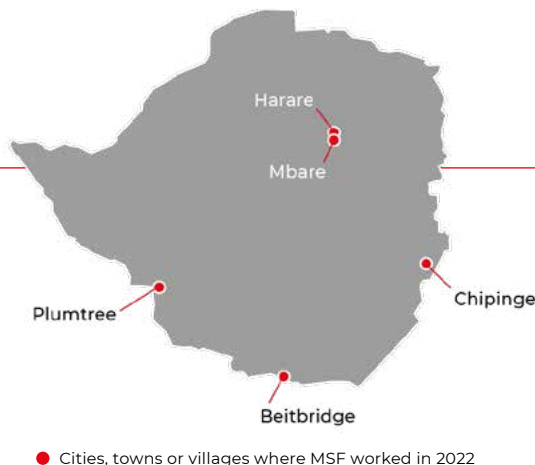 Harare
Mbare
Chipinge
Plumtree
Beitbridge
Cities, towns or villages where MSF worked in 2022